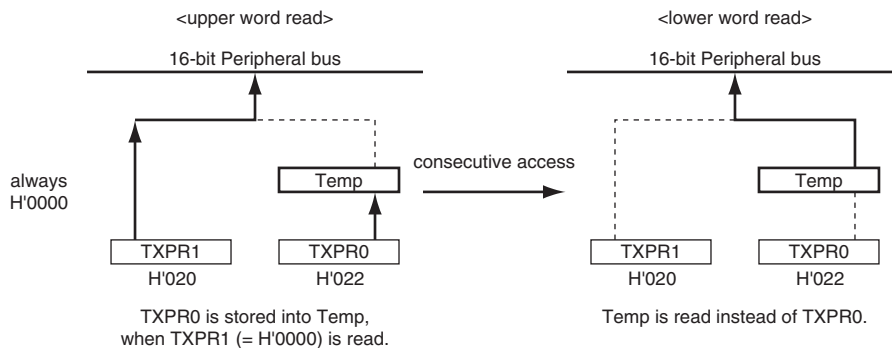 <upper word read>
16-bit Peripheral bus
always
H'0000
Temp
TXPR1
TXPR0
H'020
H'022
TXPR0 is stored into Temp,
when TXPR1 (= H'0000) is read.
consecutive access
<lower word read>
16-bit Peripheral bus
Temp
TXPR1
TXPR0
H'020
H'022
Temp is read instead of TXPR0.